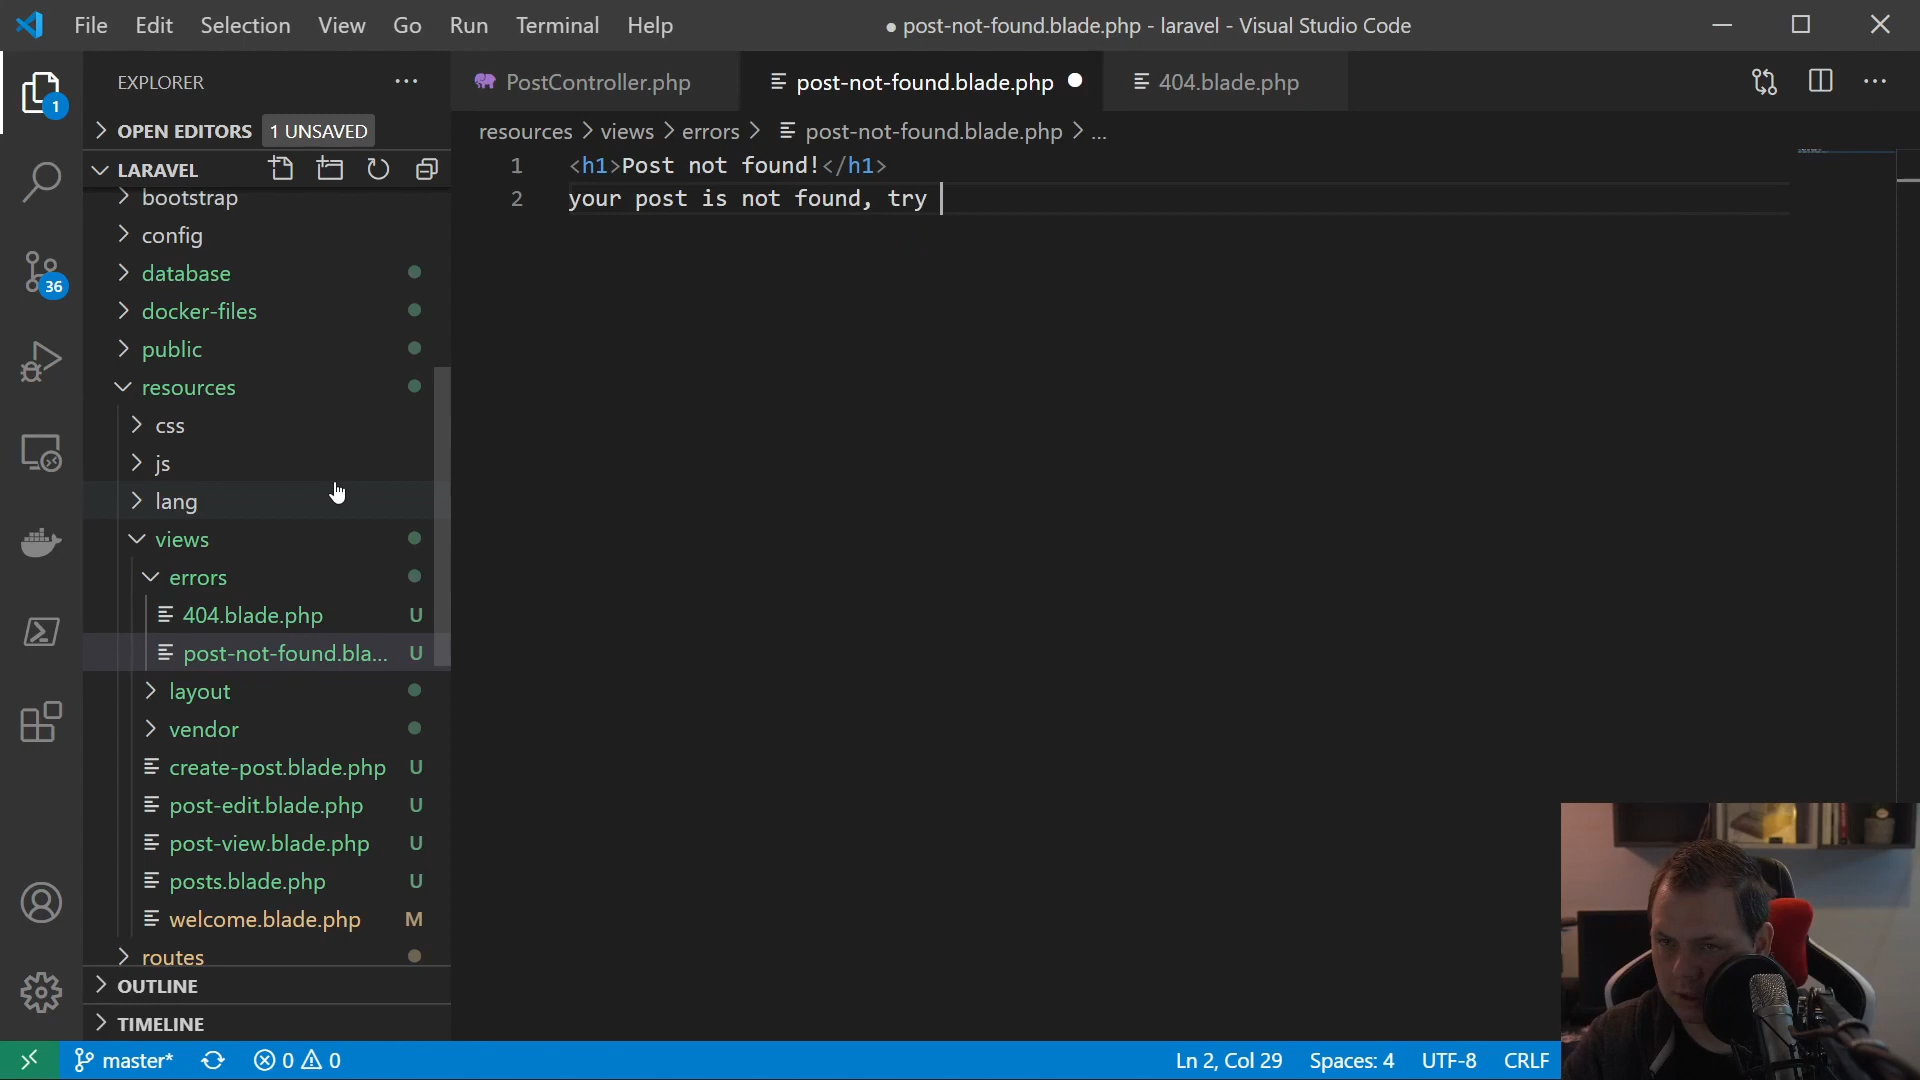 File Edit Selection View Go Run Terminal Help
● post-not-found.blade.php - laravel - Visual Studio Code
EXPLORER
PostController.php
post-not-found.blade.php
404.blade.php
OPEN EDITORS 1 UNSAVED
resources > views > errors > post-not-found.blade.php > ...
LARAVEL
1 <h1>Post not found!</h1>
2 your post is not found, try
bootstrap
config
database
docker-files
public
resources
css
js
lang
views
errors
404.blade.php U
post-not-found.bla... U
layout
vendor
create-post.blade.php U
post-edit.blade.php U
post-view.blade.php U
posts.blade.php U
welcome.blade.php M
routes
OUTLINE
TIMELINE
1
36
master* 0 0 Ln 2, Col 29 Spaces: 4 UTF-8 CRLF